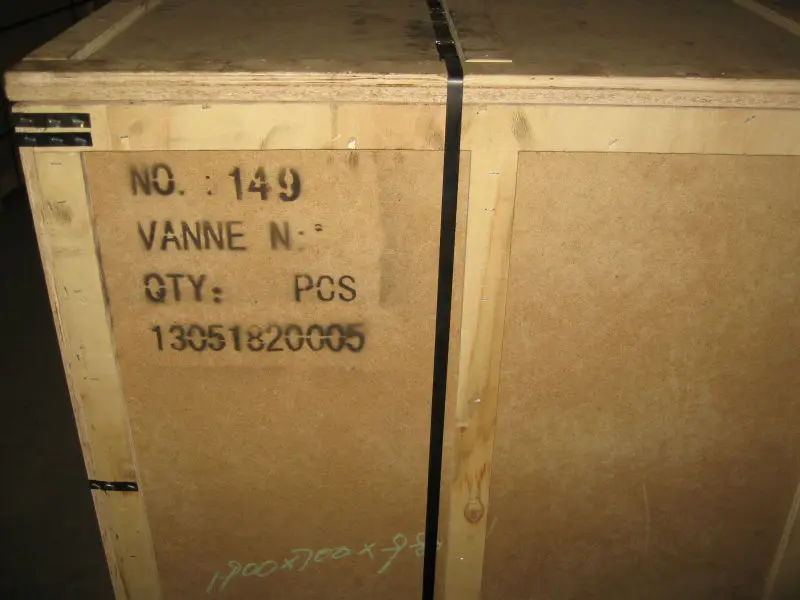 NO. : 149
VANNE N:°
QTY: PCS
13051820005